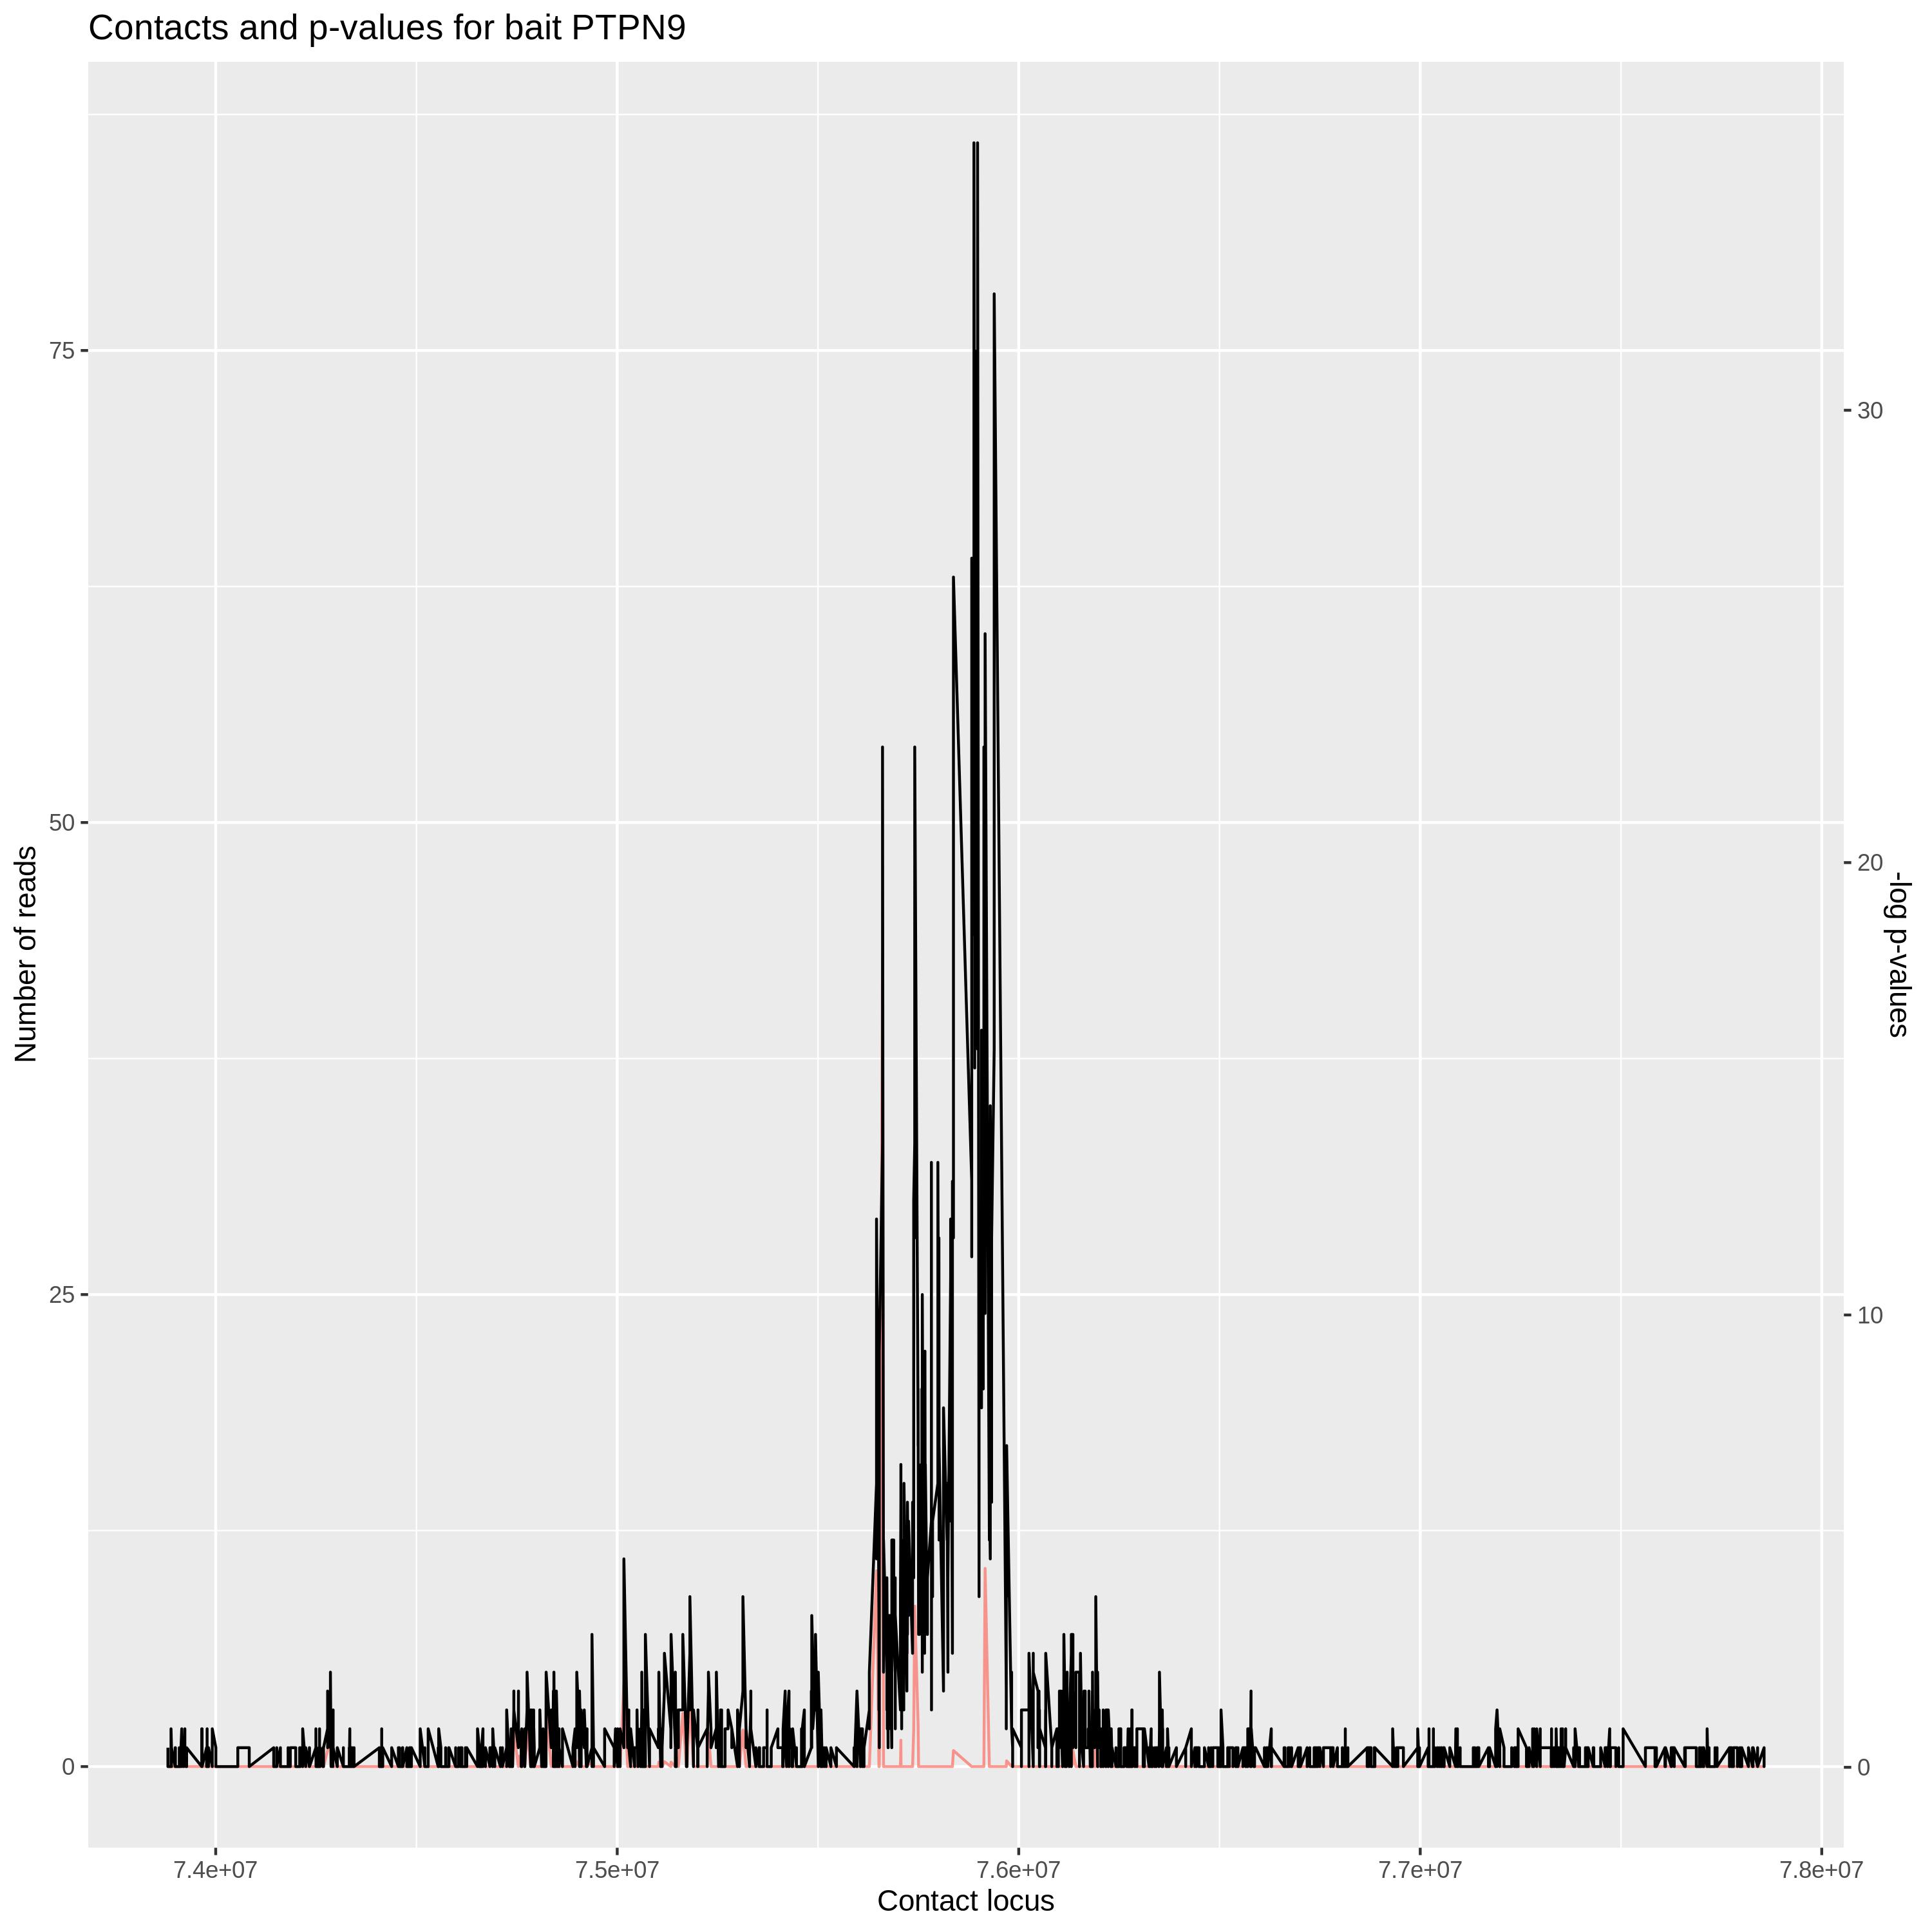 Contacts and p-values for bait PTPN9
75
50
25
0
Number of reads
30
20
10
0
-log p-values
7.4e+07
7.5e+07
7.6e+07
7.7e+07
7.8e+07
Contact locus